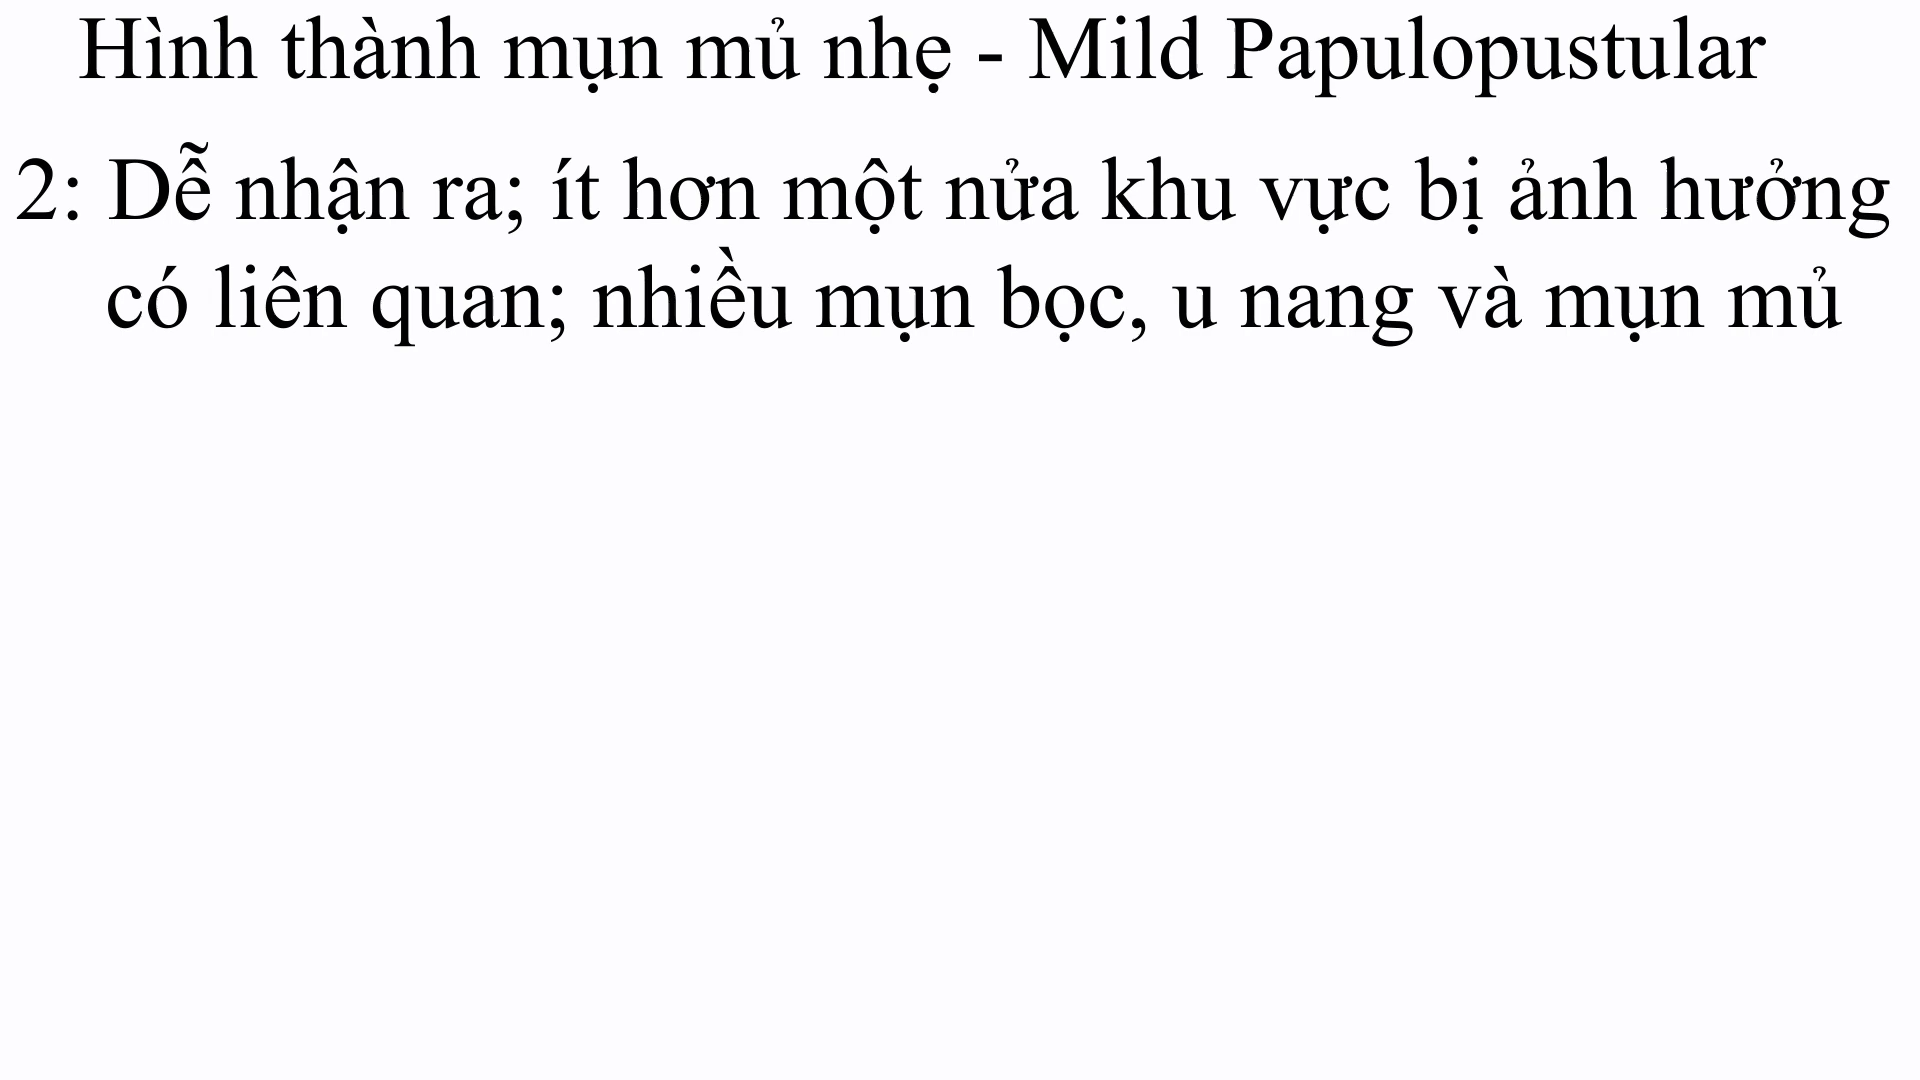 Hình thành mụn mủ nhẹ - Mild Papulopustular
2: Dễ nhận ra; ít hơn một nửa khu vực bị ảnh hưởng
có liên quan; nhiều mụn bọc, u nang và mụn mủ